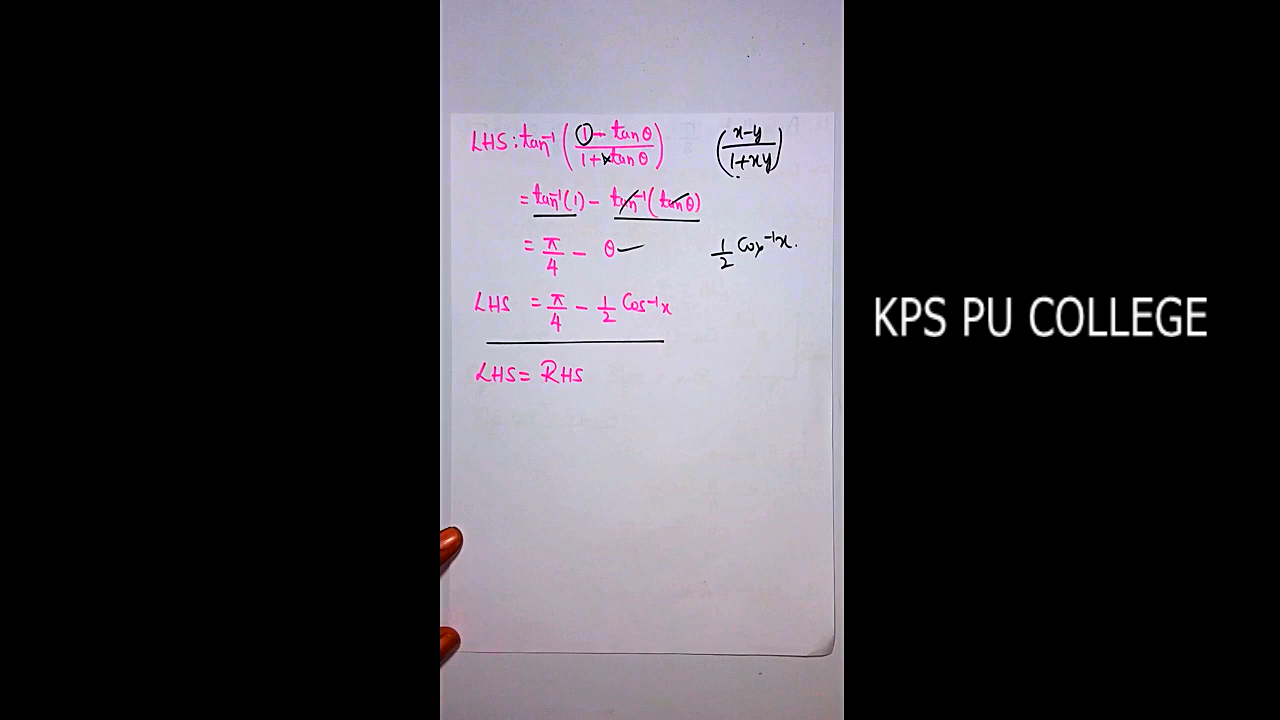 LHS: tan⁻¹ ( (1 - tan θ) / (1 + x tan θ) )
( (x-y) / (1+xy) )
= tan⁻¹(1) - tan⁻¹(tan θ)
= π/4 - θ
1/2 Cos⁻¹x.
LHS = π/4 - 1/2 Cos⁻¹x
LHS = RHS
KPS PU COLLEGE